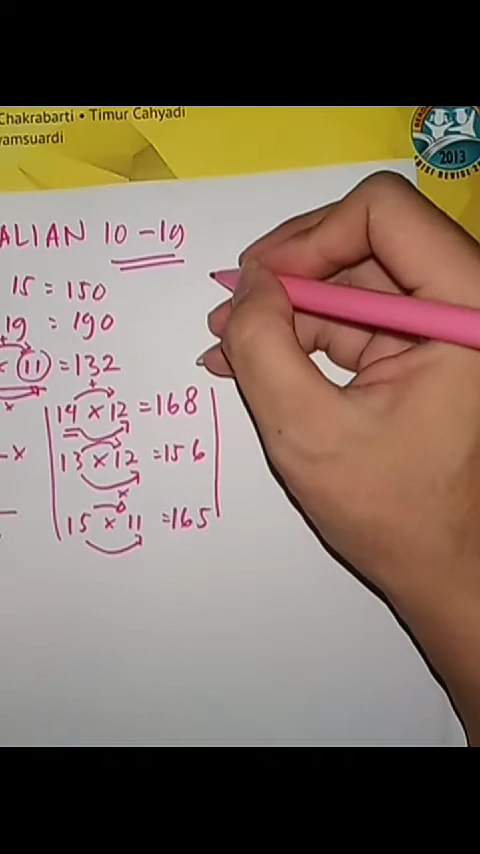 Chakrabarti • Timur Cahyadi
yamsuardi
2013
ALIAN 10 - 19
15 = 150
19 = 190
× 11 = 132
+
×
14 × 12 = 168
- x
13 × 12 = 156
×
15 × 11 = 165